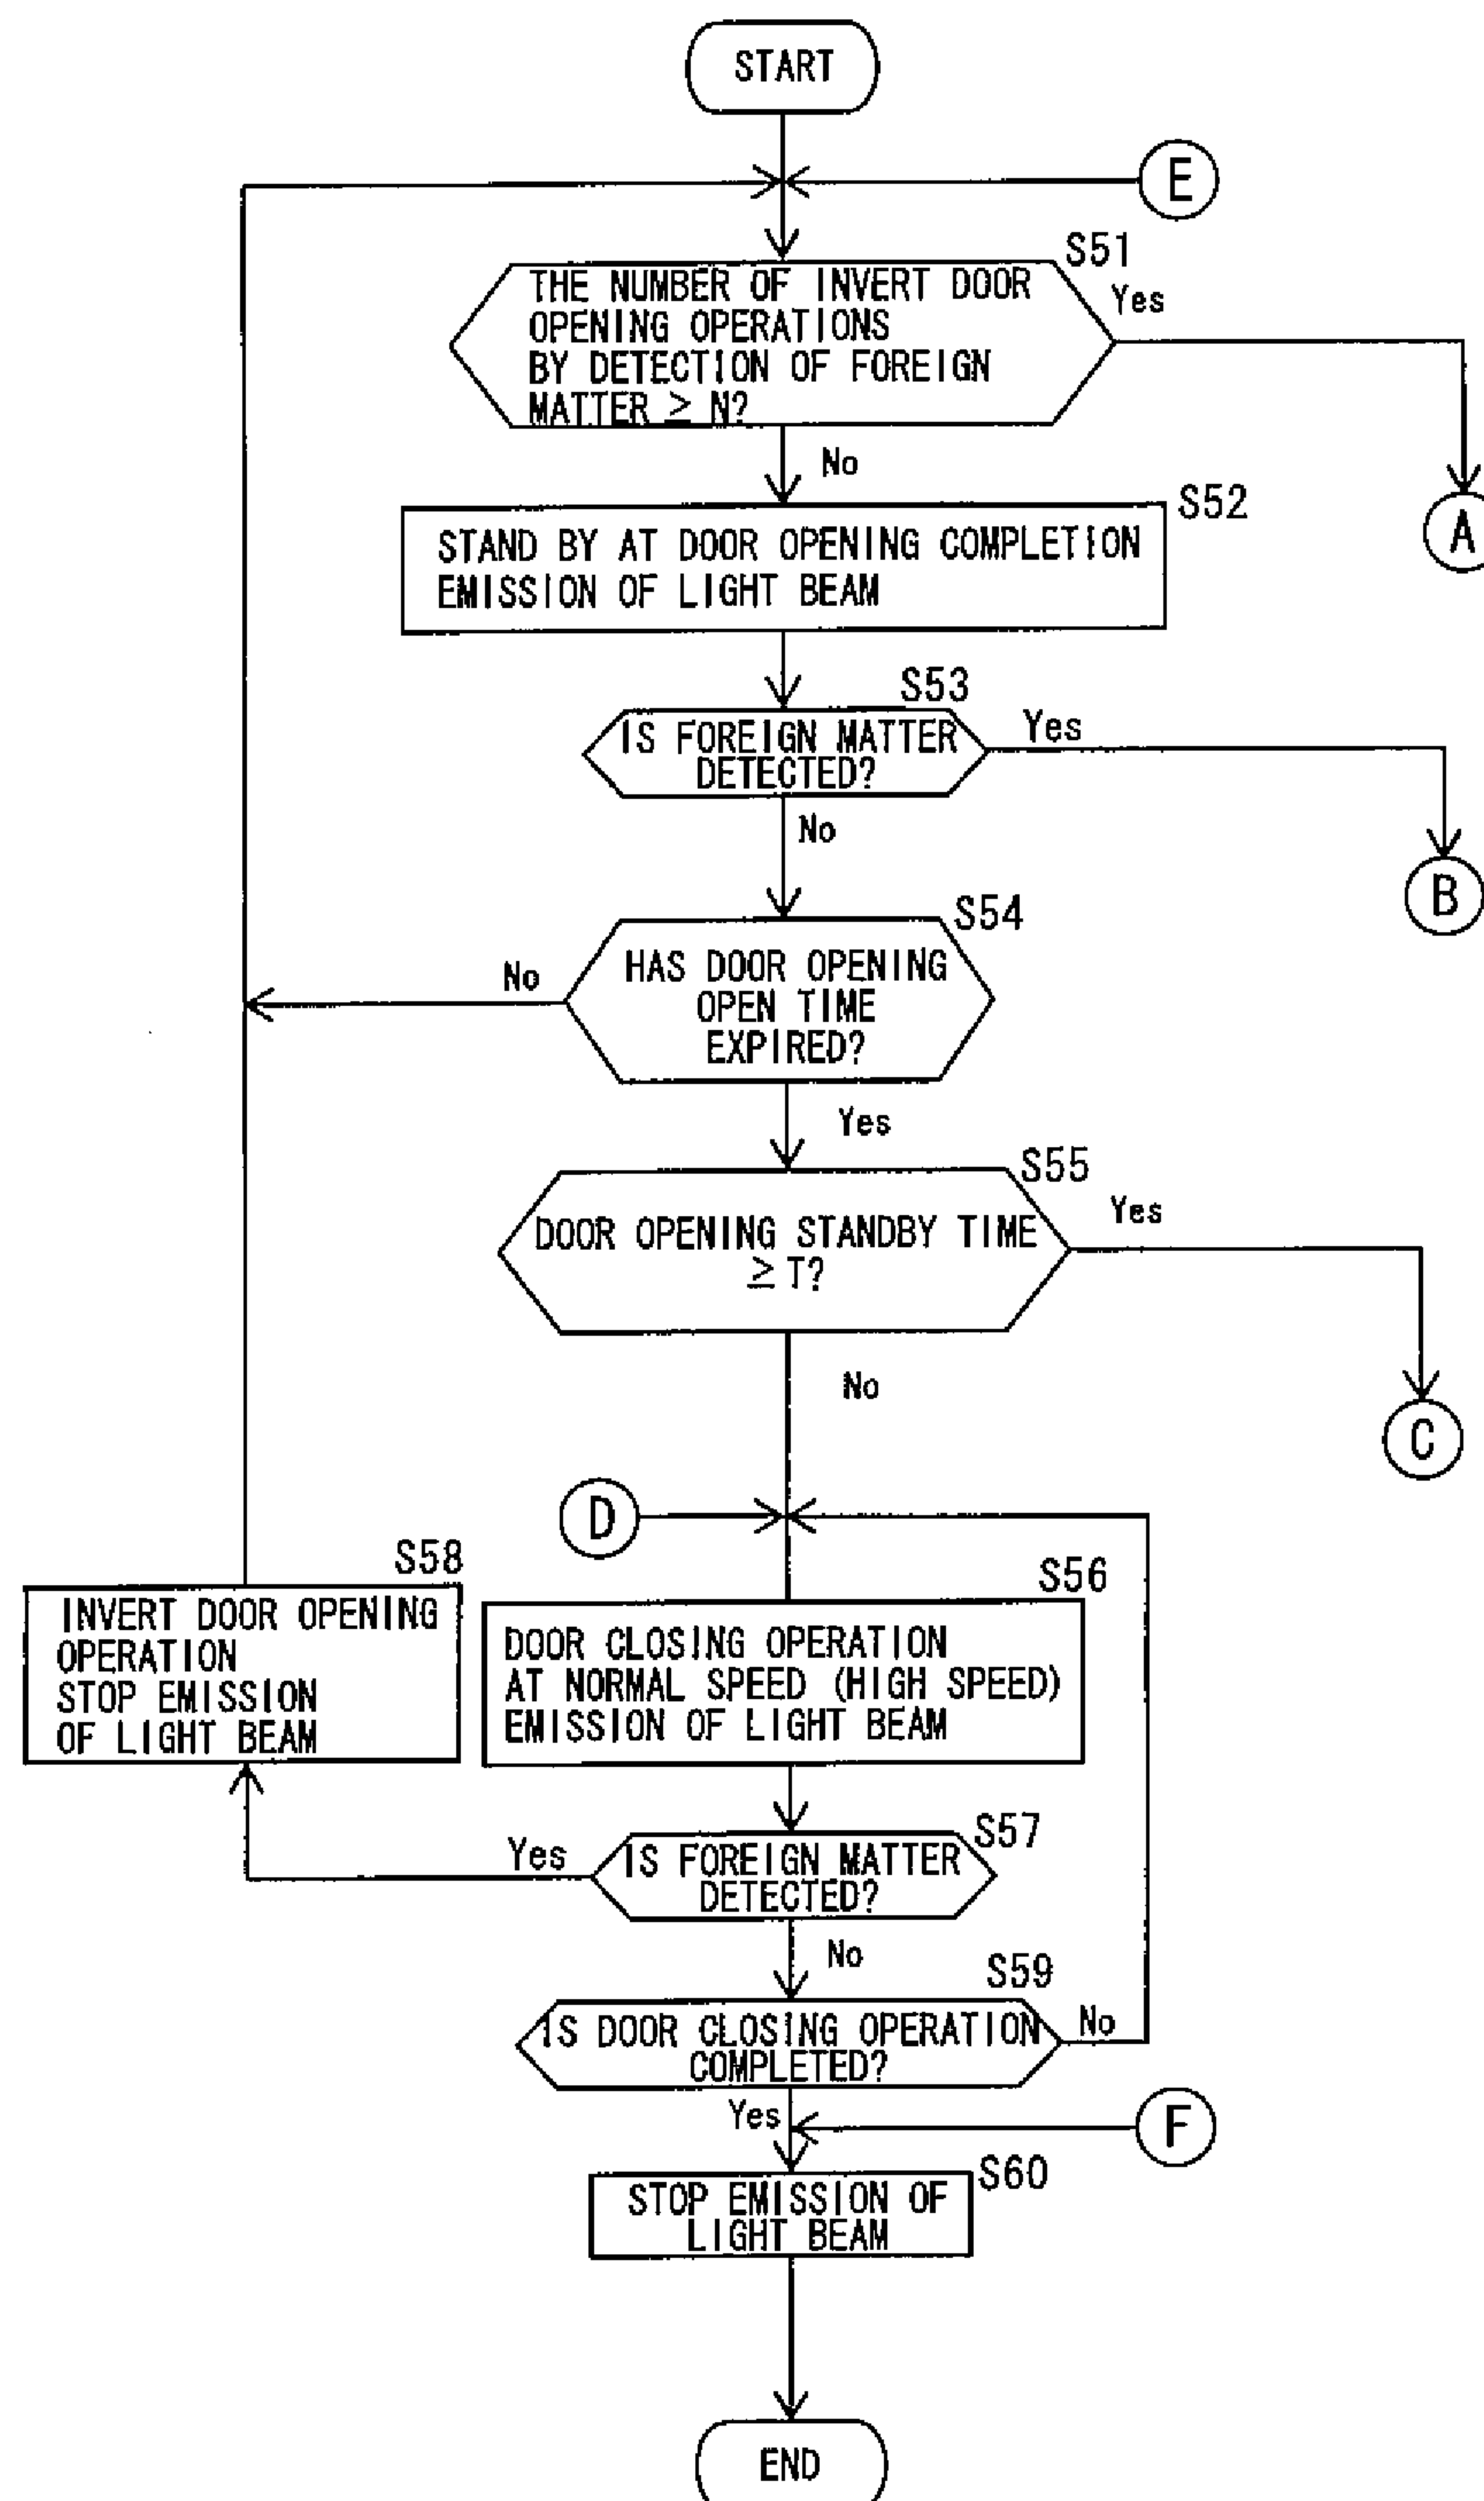 START
E
S51
THE NUMBER OF INVERT DOOR
OPENING OPERATIONS
BY DETECTION OF FOREIGN
MATTER ≥ N?
Yes
A
No
S52
STAND BY AT DOOR OPENING COMPLETION
EMISSION OF LIGHT BEAM
S53
IS FOREIGN MATTER
DETECTED?
Yes
B
No
S54
HAS DOOR OPENING
OPEN TIME
EXPIRED?
No
Yes
S55
DOOR OPENING STANDBY TIME
≥ T?
Yes
C
No
D
S58
INVERT DOOR OPENING
OPERATION
STOP EMISSION
OF LIGHT BEAM
S56
DOOR CLOSING OPERATION
AT NORMAL SPEED (HIGH SPEED)
EMISSION OF LIGHT BEAM
S57
IS FOREIGN MATTER
DETECTED?
Yes
No
S59
IS DOOR CLOSING OPERATION
COMPLETED?
No
Yes
F
S60
STOP EMISSION OF
LIGHT BEAM
END